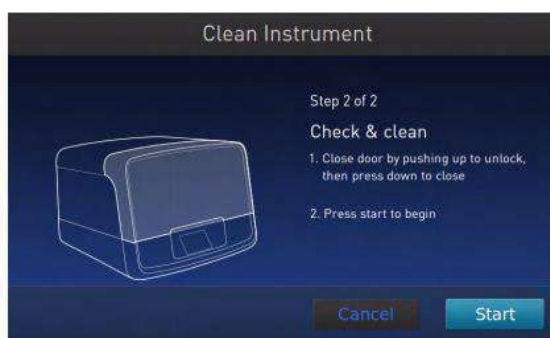 Clean Instrument
Step 2 of 2
Check & clean
1. Close door by pushing up to unlock,
then press down to close
2. Press start to begin
Cancel
Start